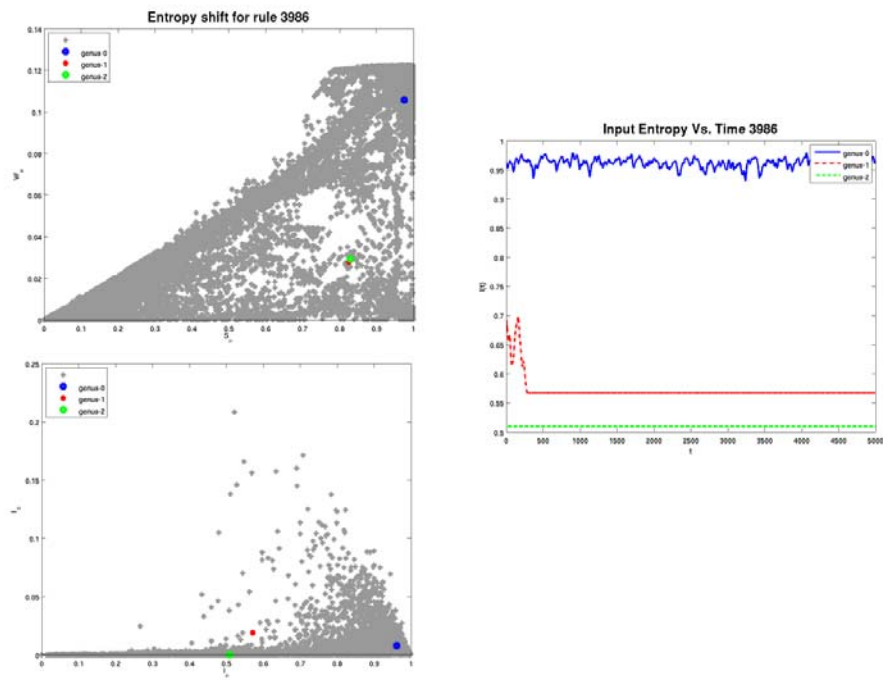 Entropy shift for rule 3986
0.14
0.12
0.1
0.08
0.06
0.04
0.02
0
genus-0
genus-1
genus-2
0 0.1 0.2 0.3 0.4 0.5 0.6 0.7 0.8 0.9 1
0.25
0.2
0.15
0.1
0.05
0
genus-0
genus-1
genus-2
0 0.1 0.2 0.3 0.4 0.5 0.6 0.7 0.8 0.9 1
Input Entropy Vs. Time 3986
1
0.95
0.9
0.85
0.8
0.75
0.7
0.65
0.6
0.55
0.5
genus-0
genus-1
genus-2
I(t)
0 500 1000 1500 2000 2500 3000 3500 4000 4500 5000
t